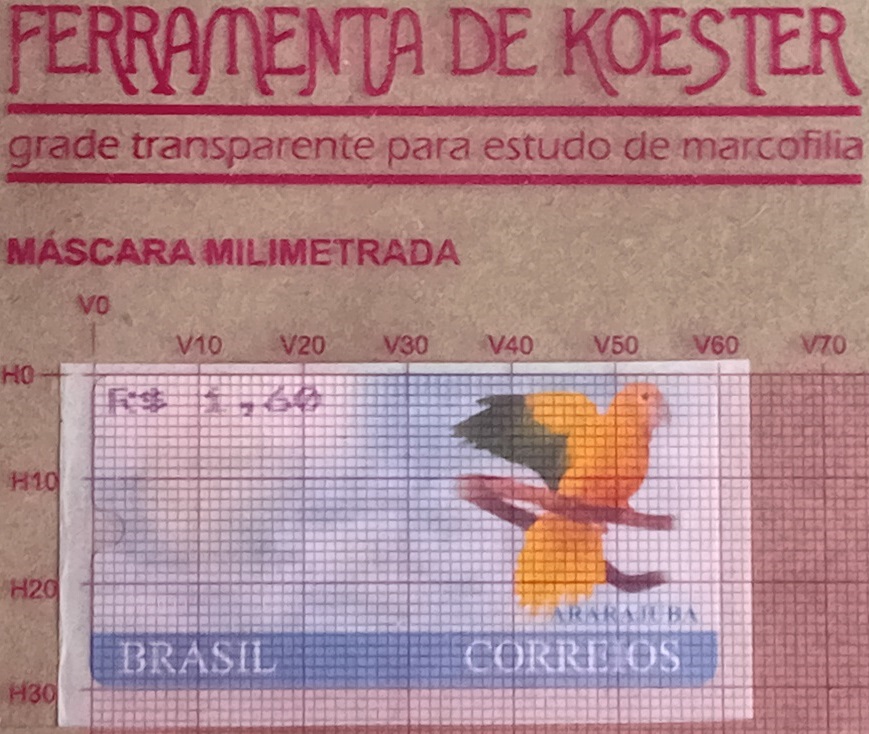 FERRAMENTA DE KOESTER
grade transparente para estudo de marcofilia
MÁSCARA MILIMETRADA
V0
V10 V20 V30 V40 V50 V60 V70
H0
R$ 1,60
H10
H20
ARARAJUBA
BRASIL CORREIOS
H30